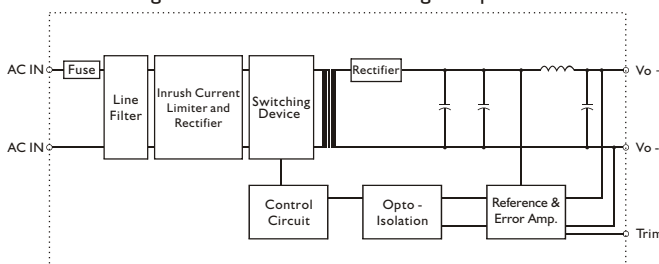 AC IN
Fuse
Line
Filter
Inrush Current
Limiter and
Rectifier
Switching
Device
Rectifier
Vo -
AC IN
Vo -
Control
Circuit
Opto -
Isolation
Reference &
Error Amp.
Trim